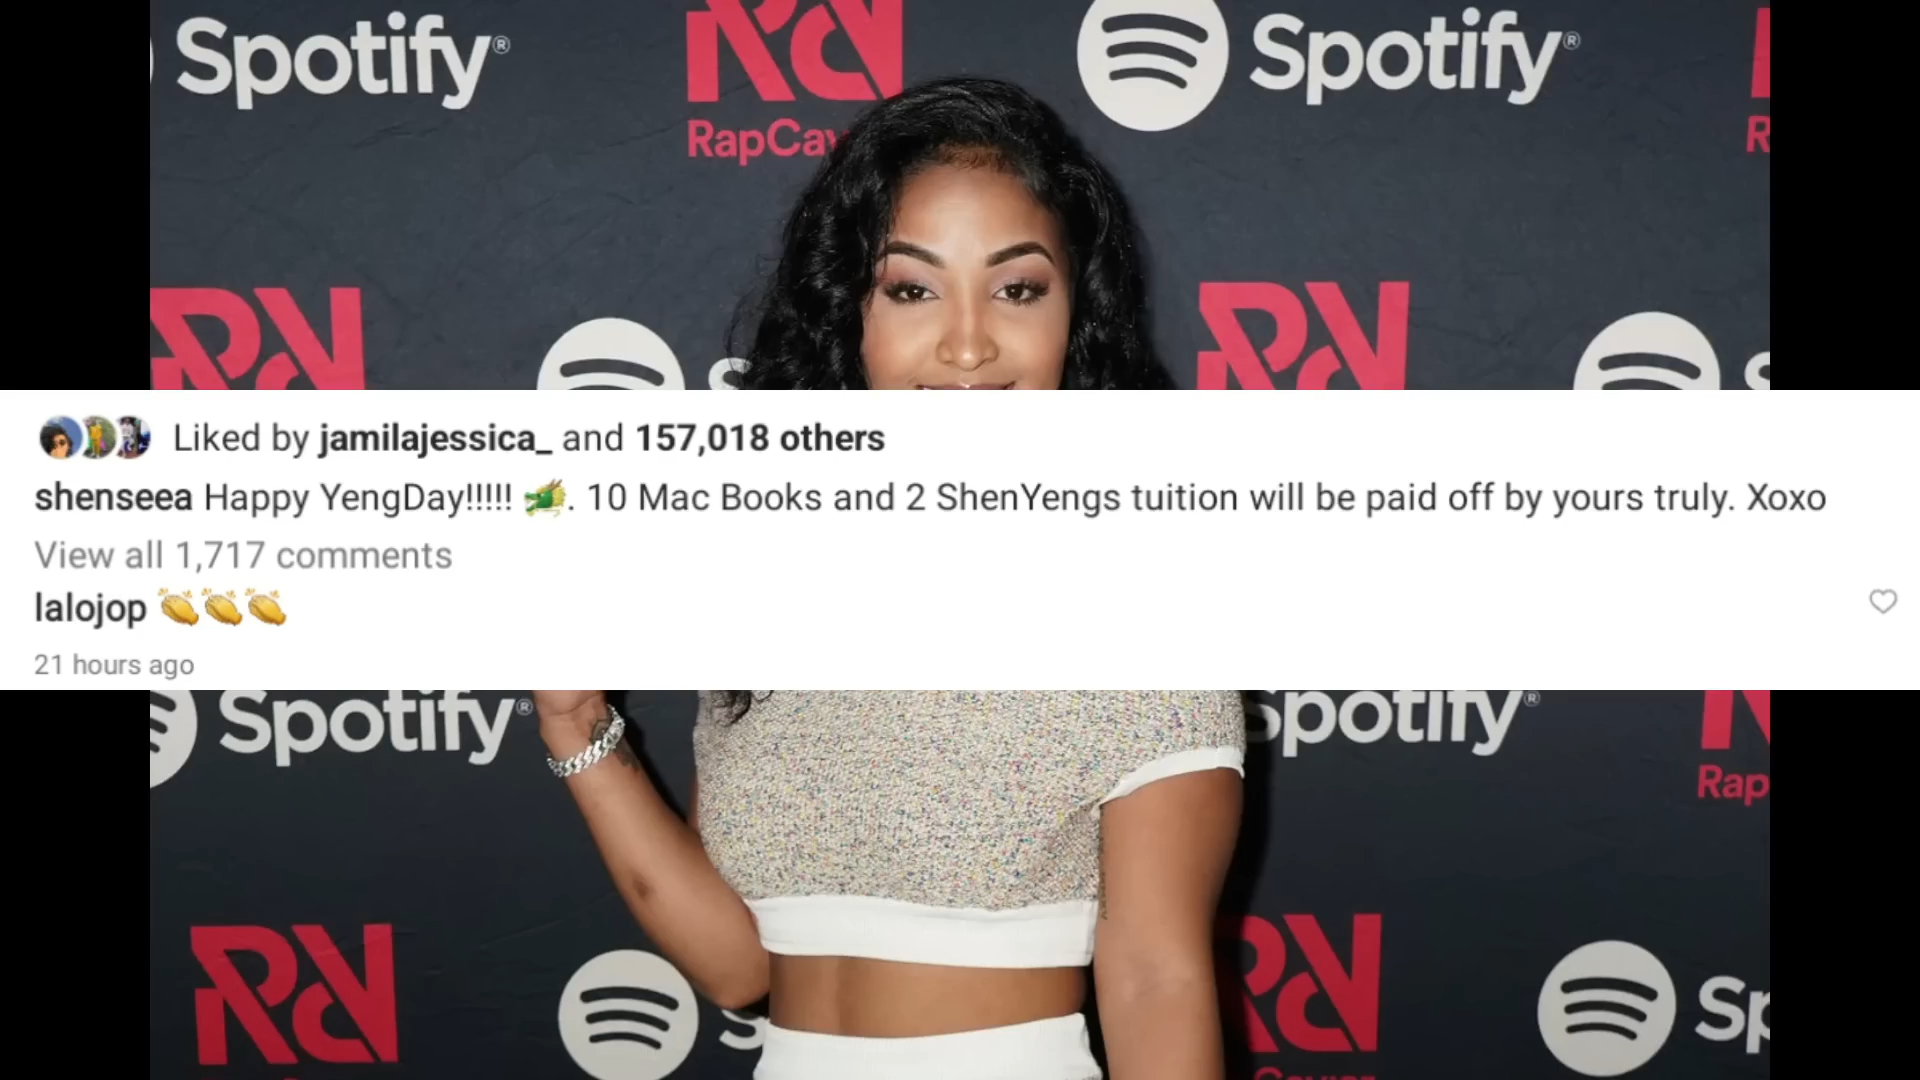 Spotify® Spotify®
RapCav R
Liked by jamilajessica_ and 157,018 others
shenseea Happy YengDay!!!!! 🐲. 10 Mac Books and 2 ShenYengs tuition will be paid off by yours truly. Xoxo
View all 1,717 comments
lalojop 👏👏👏
21 hours ago
Spotify® Spotify®
Rap
Sp
Caviar